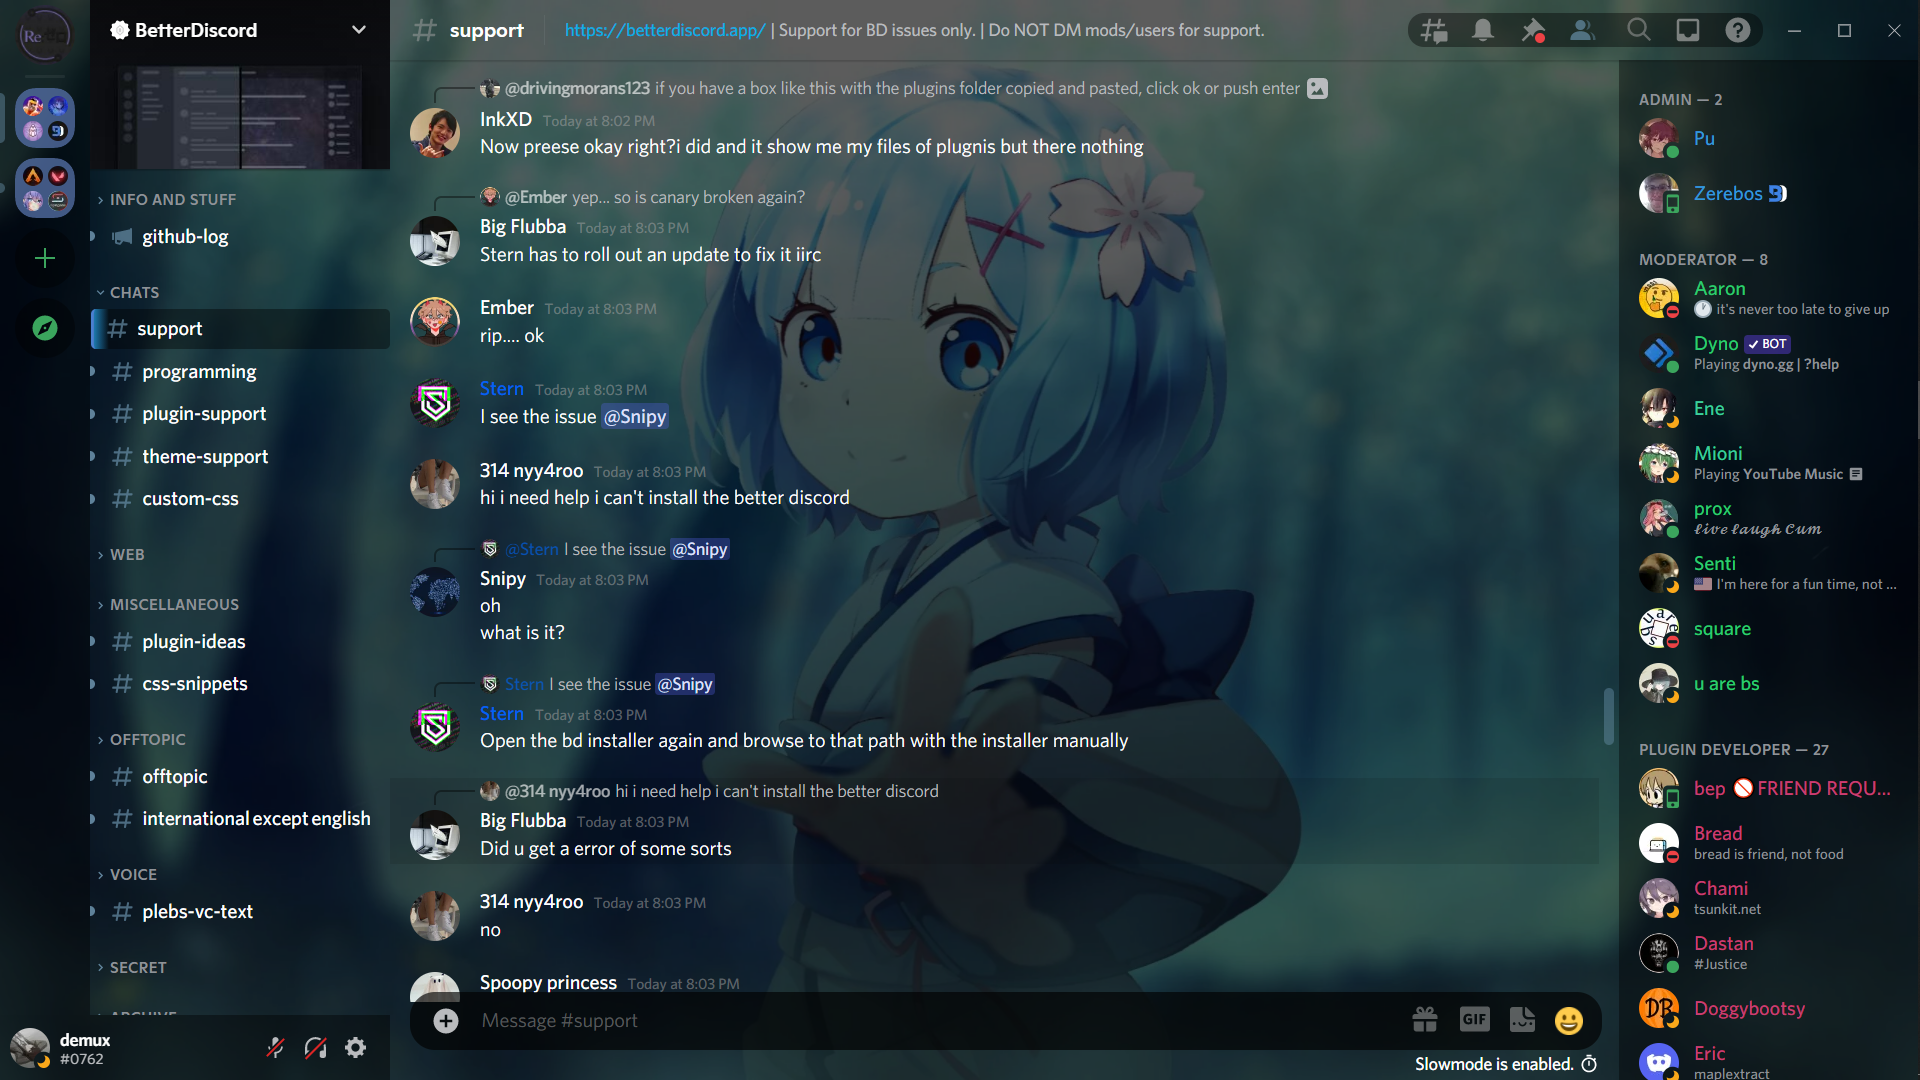 Re
BetterDiscord
INFO AND STUFF
github-log
CHATS
support
programming
plugin-support
theme-support
custom-css
WEB
MISCELLANEOUS
plugin-ideas
css-snippets
OFFTOPIC
offtopic
international except english
VOICE
plebs-vc-text
SECRET
ARCHIVE
demux
#0762
support
https://betterdiscord.app/ | Support for BD issues only. | Do NOT DM mods/users for support.
@drivingmorans123 if you have a box like this with the plugins folder copied and pasted, click ok or push enter
InkXD Today at 8:02 PM
Now preese okay right?i did and it show me my files of plugnis but there nothing
@Ember yep... so is canary broken again?
Big Flubba Today at 8:03 PM
Stern has to roll out an update to fix it iirc
Ember Today at 8:03 PM
rip.... ok
Stern Today at 8:03 PM
I see the issue @Snipy
314 nyy4roo Today at 8:03 PM
hi i need help i can't install the better discord
@Stern I see the issue @Snipy
Snipy Today at 8:03 PM
oh
what is it?
Stern I see the issue @Snipy
Stern Today at 8:03 PM
Open the bd installer again and browse to that path with the installer manually
@314 nyy4roo hi i need help i can't install the better discord
Big Flubba Today at 8:03 PM
Did u get a error of some sorts
314 nyy4roo Today at 8:03 PM
no
Spoopy princess Today at 8:03 PM
Message #support
GIF
Slowmode is enabled.
ADMIN — 2
Pu
Zerebos
MODERATOR — 8
Aaron
it's never too late to give up
Dyno BOT
Playing dyno.gg | ?help
Ene
Mioni
Playing YouTube Music
prox
𝓵𝓲𝓿𝓮 𝓵𝓪𝓾𝓰𝓱 𝓒𝓾𝓶
Senti
I'm here for a fun time, not ...
square
u are bs
PLUGIN DEVELOPER — 27
bep 🚫 FRIEND REQU...
Bread
bread is friend, not food
Chami
tsunkit.net
Dastan
#Justice
DB
Doggybootsy
Eric
maplextract